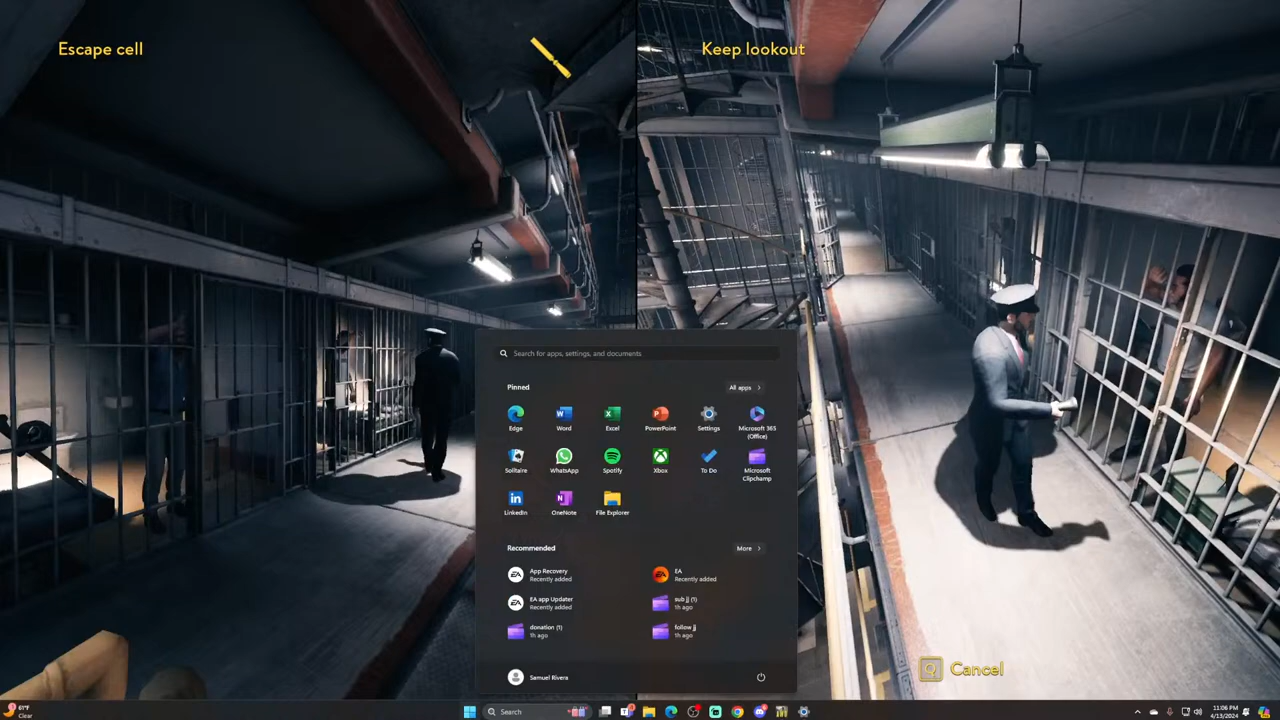 Escape cell
Keep lookout
Search for apps, settings, and documents
Pinned
All apps
Edge
Word
Excel
PowerPoint
Settings
Microsoft 365
(Office)
Solitaire
WhatsApp
Spotify
Xbox
To Do
Microsoft
Clipchamp
LinkedIn
OneNote
File Explorer
Recommended
More
App Recovery
Recently added
EA
Recently added
EA app Updater
Recently added
sub jj (1)
1h ago
donation (1)
1h ago
follow jj
1h ago
Samuel Rivera
Q Cancel
61°F
Clear
Search
11:06 PM
4/13/2024